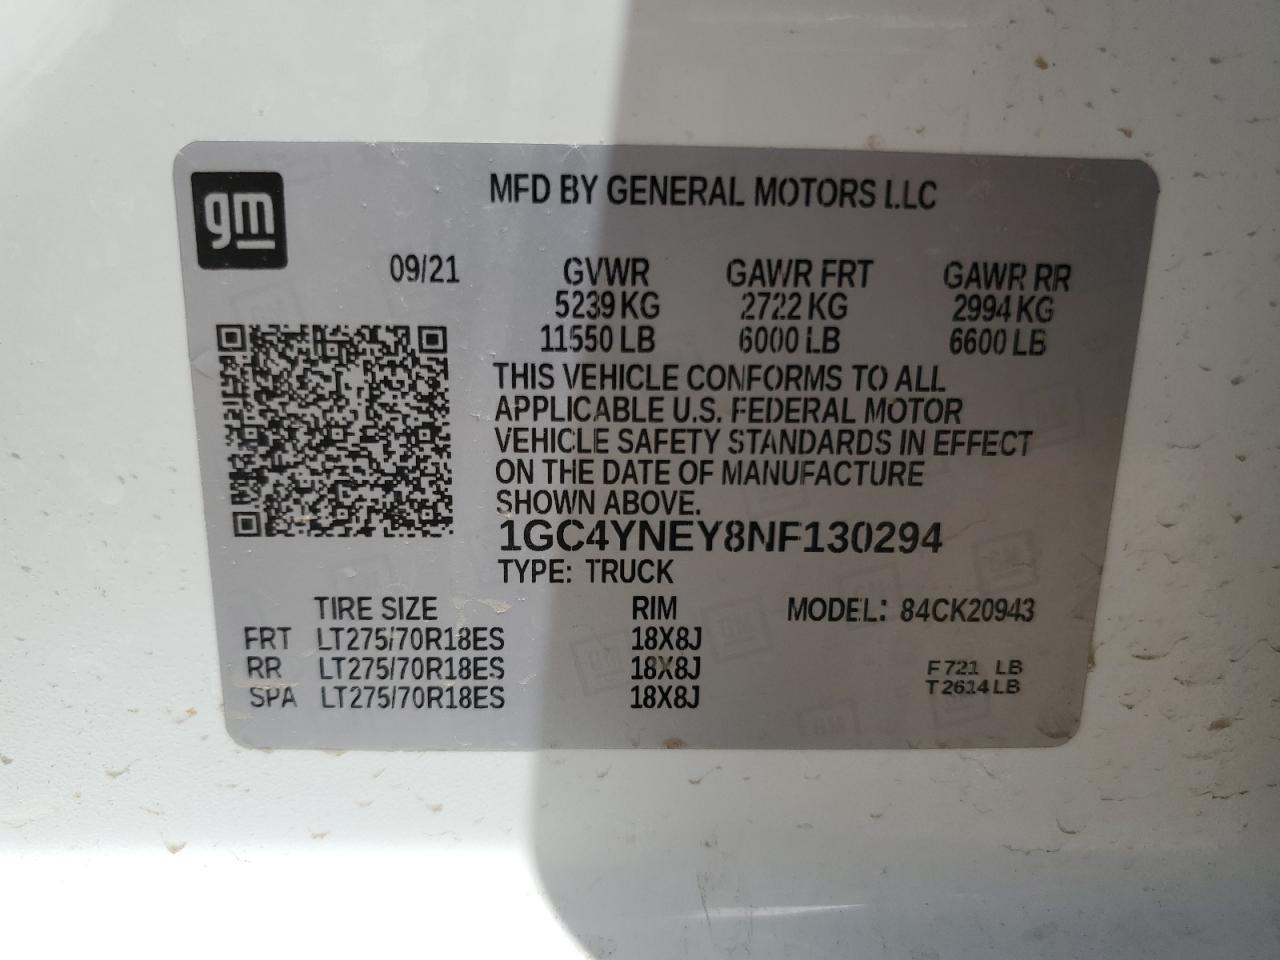 gm
MFD BY GENERAL MOTORS LLC
09/21 GVWR GAWR FRT GAWR RR
5239 KG 2722 KG 2994 KG
11550 LB 6000 LB 6600 LB
THIS VEHICLE CONFORMS TO ALL
APPLICABLE U.S. FEDERAL MOTOR
VEHICLE SAFETY STANDARDS IN EFFECT
ON THE DATE OF MANUFACTURE
SHOWN ABOVE.
1GC4YNEY8NF130294
TYPE: TRUCK
TIRE SIZE RIM MODEL: 84CK20943
FRT LT275/70R18ES 18X8J
RR LT275/70R18ES 18X8J F721 LB
SPA LT275/70R18ES 18X8J T2614LB